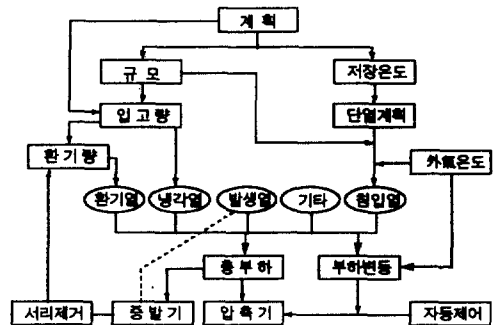 계 획
규 모
저장온도
입 고 량
단열계획
환 기 량
外氣온도
환기열
냉각열
발생열
기타
침입열
총 부 하
부하변동
서리제거
증 발 기
압 축 기
자동제어